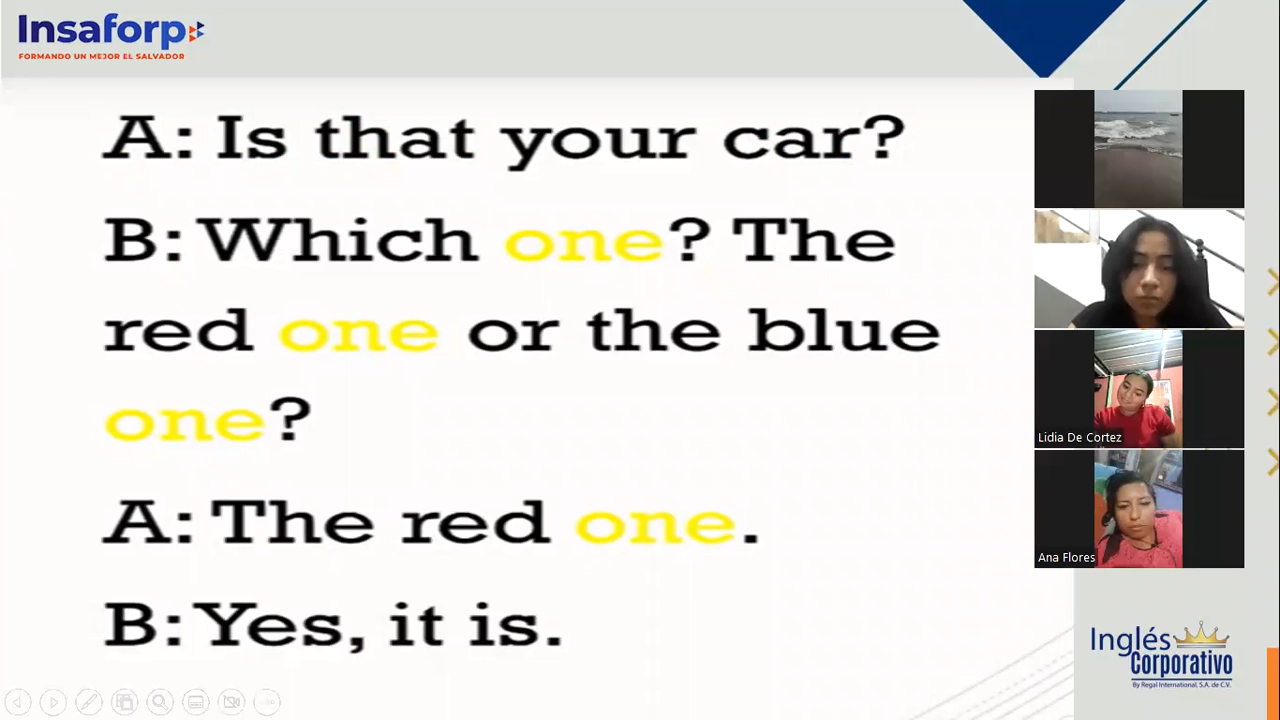 Insaforp
FORMANDO UN MEJOR EL SALVADOR
A: Is that your car?
B: Which one? The
red one or the blue
one?
A: The red one.
B: Yes, it is.
Lidia De Cortez
Ana Flores
Inglés
Corporativo
By Regal International, S.A. de C.V.